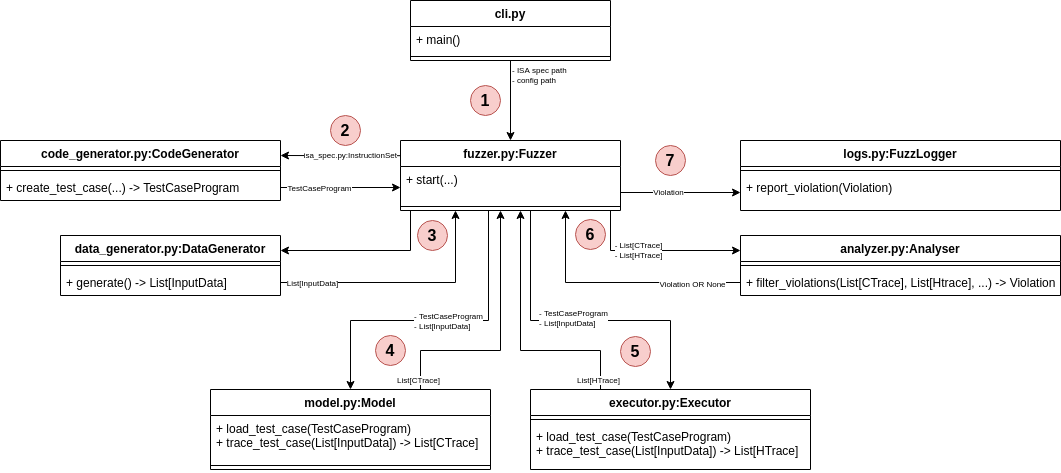 cli.py
+ main()
- ISA spec path
- config path
1
2
isa_spec.py:InstructionSet
code_generator.py:CodeGenerator
+ create_test_case(...) -> TestCaseProgram
TestCaseProgram
fuzzer.py:Fuzzer
+ start(...)
7
Violation
logs.py:FuzzLogger
+ report_violation(Violation)
3
data_generator.py:DataGenerator
+ generate() -> List[InputData]
List[InputData]
6
- List[CTrace]
- List[HTrace]
Violation OR None
analyzer.py:Analyser
+ filter_violations(List[CTrace], List[Htrace], ...) -> Violation
- TestCaseProgram
- List[InputData]
4
List[CTrace]
- TestCaseProgram
- List[InputData]
5
List[HTrace]
model.py:Model
+ load_test_case(TestCaseProgram)
+ trace_test_case(List[InputData]) -> List[CTrace]
executor.py:Executor
+ load_test_case(TestCaseProgram)
+ trace_test_case(List[InputData]) -> List[HTrace]